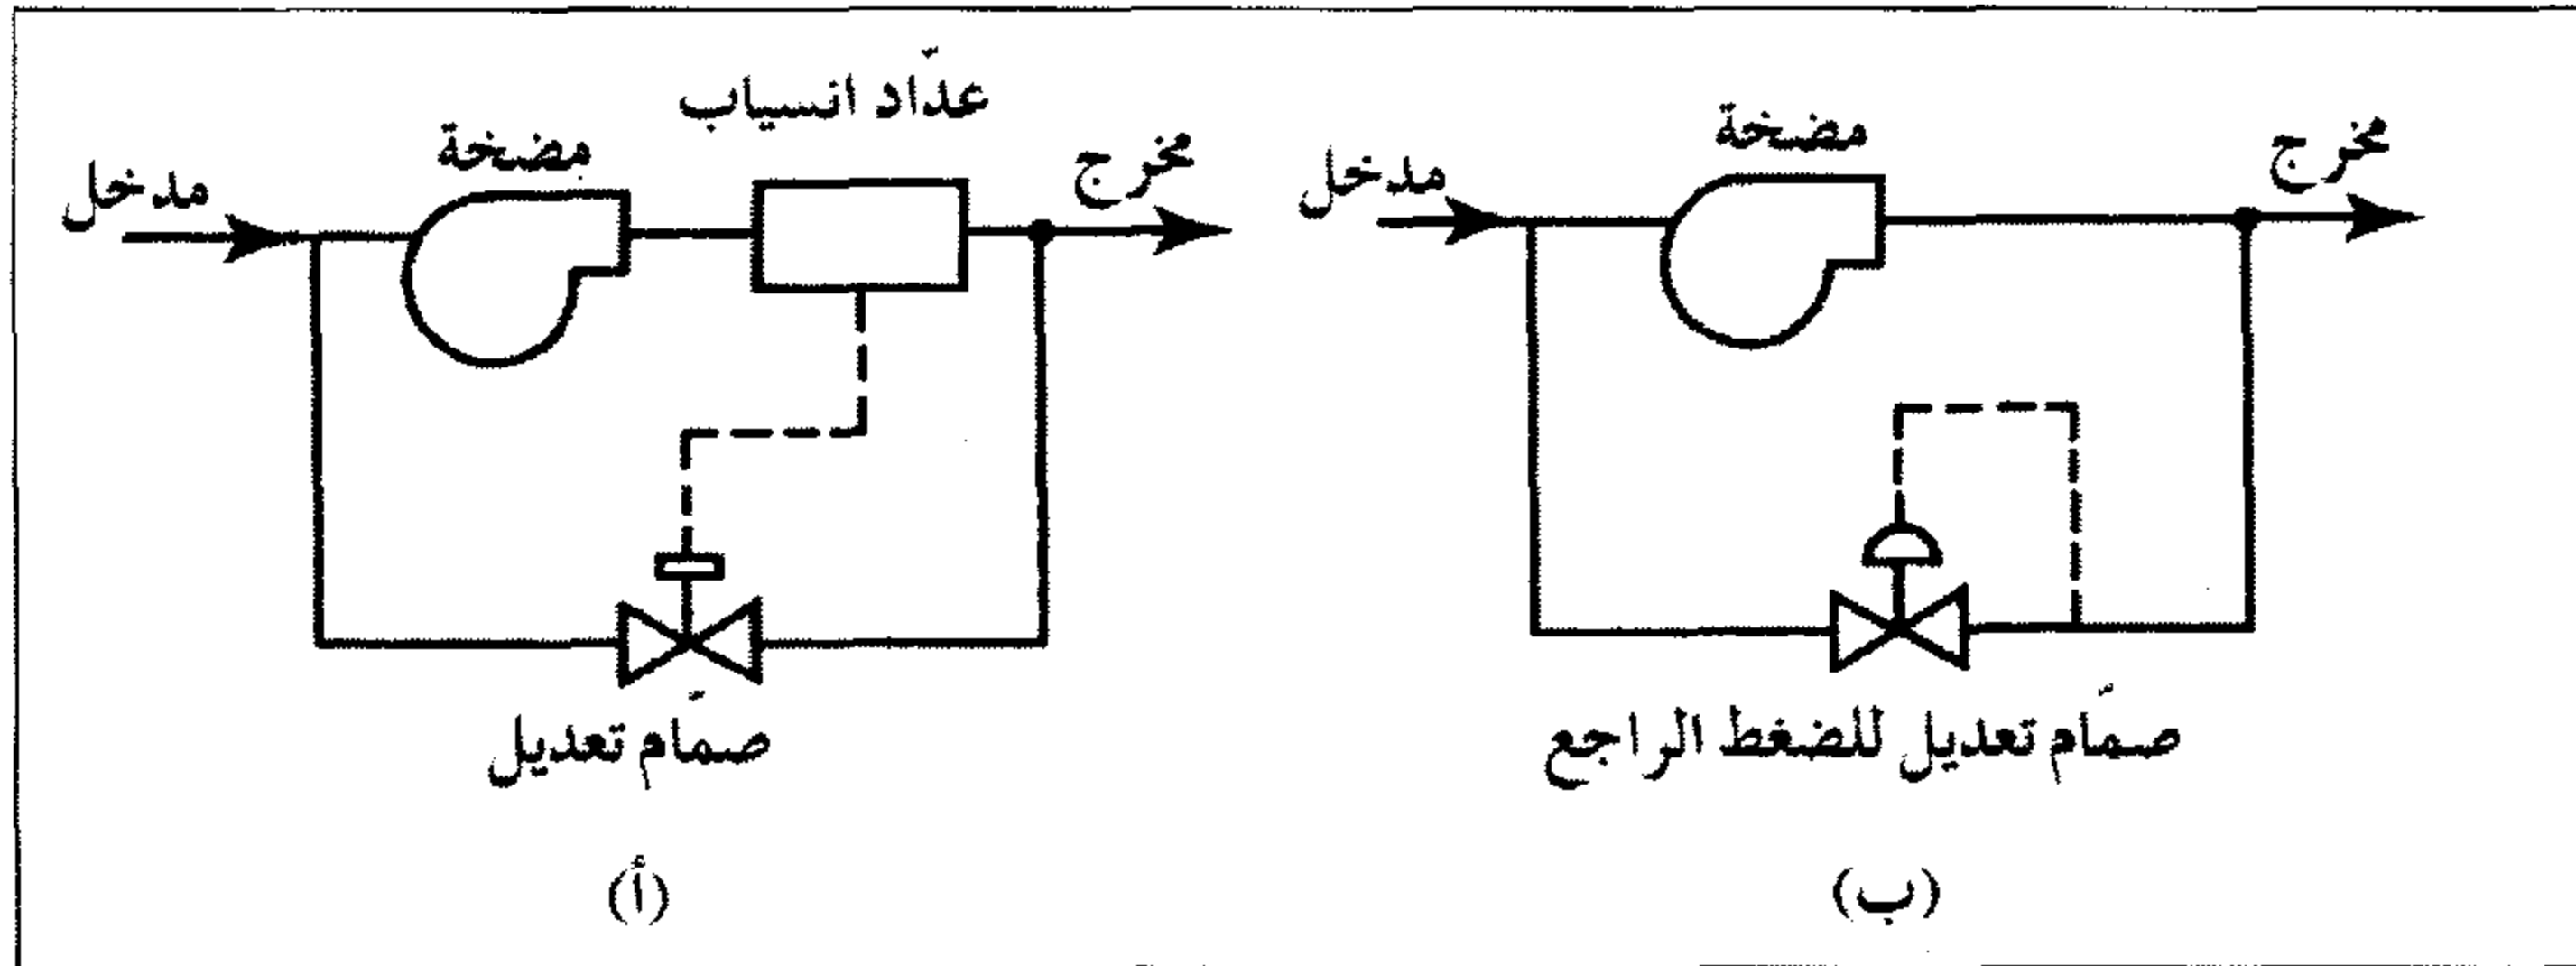 عدّاد انسياب
مضخة
مدخل
مخرج
صمّام تعديل
(أ)
مضخة
مدخل
مخرج
صمّام تعديل للضغط الراجع
(ب)